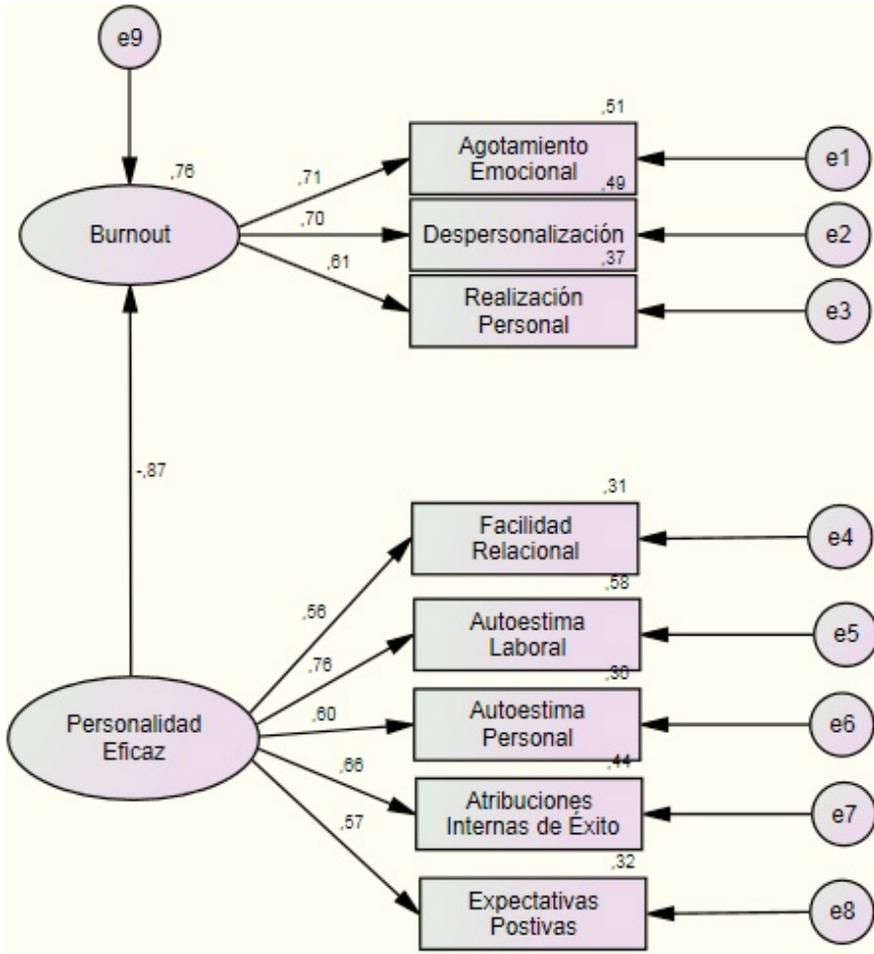 e9
,76
Burnout
,71
,70
,61
,51
Agotamiento
Emocional
,49
Despersonalización
,37
Realización
Personal
e1
e2
e3
-,87
Personalidad
Eficaz
,56
,76
,60
,66
,57
,31
Facilidad
Relacional
,58
Autoestima
Laboral
,36
Autoestima
Personal
,44
Atribuciones
Internas de Éxito
,32
Expectativas
Postivas
e4
e5
e6
e7
e8